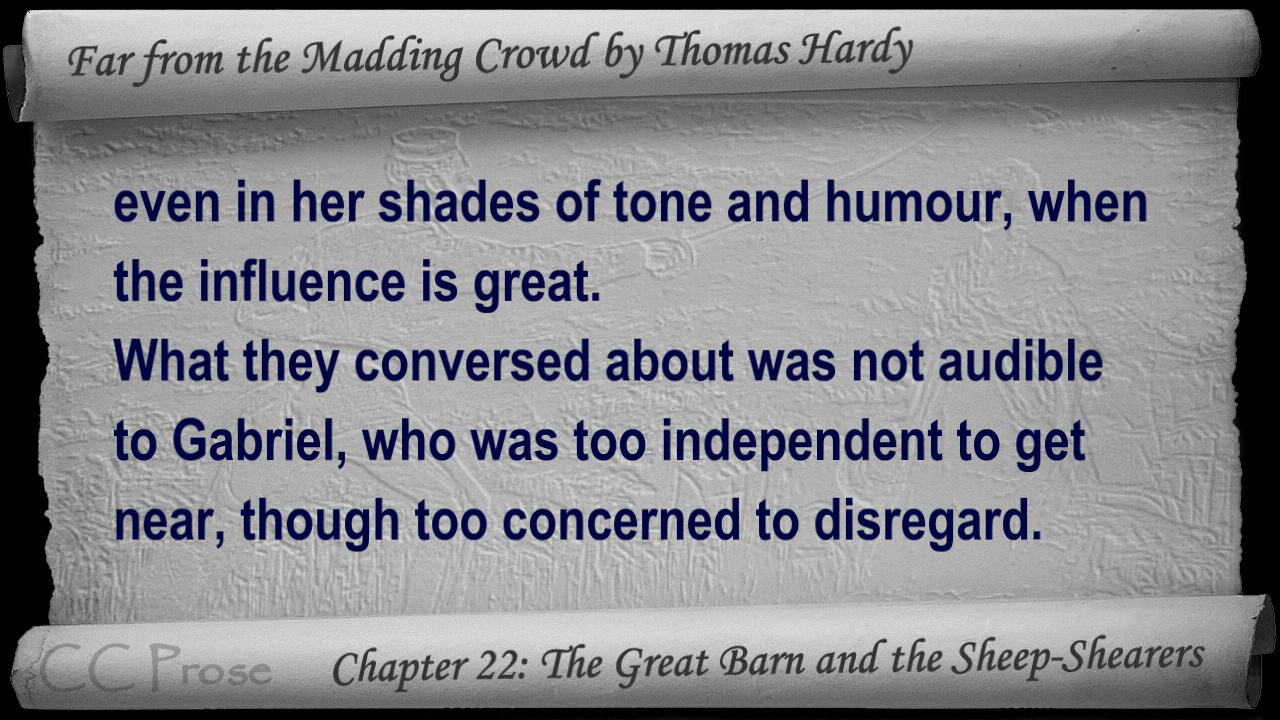 Far from the Madding Crowd by Thomas Hardy
even in her shades of tone and humour, when
the influence is great.
What they conversed about was not audible
to Gabriel, who was too independent to get
near, though too concerned to disregard.
CC Prose
Chapter 22: The Great Barn and the Sheep-Shearers